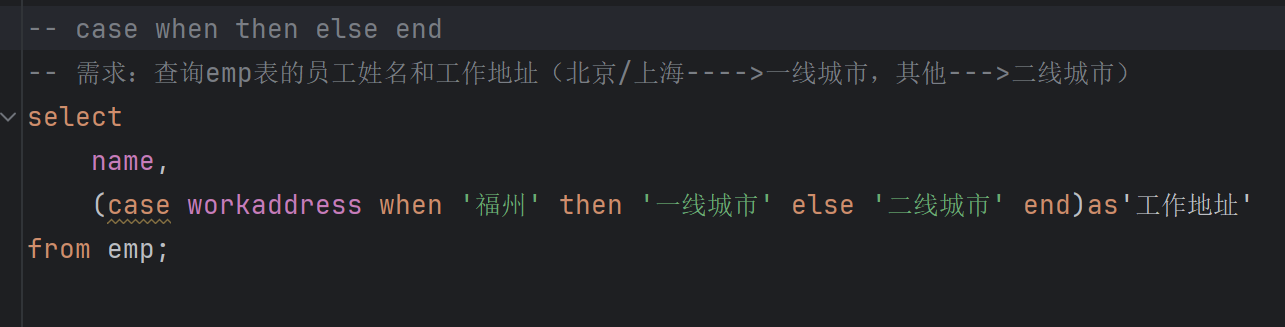 -- case when then else end
-- 需求：查询emp表的员工姓名和工作地址（北京/上海---->一线城市，其他--->二线城市）
select
name,
(case workaddress when '福州' then '一线城市' else '二线城市' end)as'工作地址'
from emp;